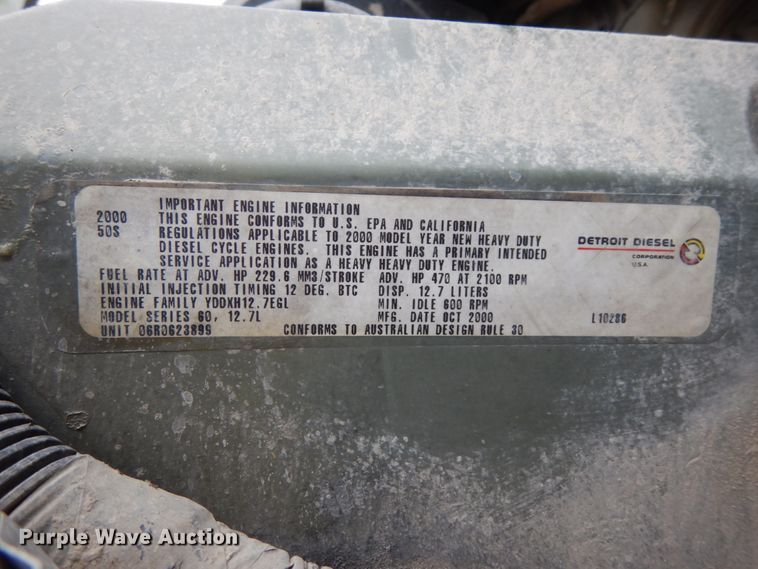 IMPORTANT ENGINE INFORMATION
2000 THIS ENGINE CONFORMS TO U.S. EPA AND CALIFORNIA
50S REGULATIONS APPLICABLE TO 2000 MODEL YEAR NEW HEAVY DUTY
DIESEL CYCLE ENGINES. THIS ENGINE HAS A PRIMARY INTENDED
SERVICE APPLICATION AS A HEAVY HEAVY DUTY ENGINE.
FUEL RATE AT ADV. HP 229.6 MM3/STROKE ADV. HP 470 AT 2100 RPM
INITIAL INJECTION TIMING 12 DEG. BTC DISP. 12.7 LITERS
ENGINE FAMILY YDDXH12.7EGL MIN. IDLE 600 RPM
MODEL SERIES 60, 12.7L MFG. DATE OCT 2000 L10286
UNIT 06R0623899 CONFORMS TO AUSTRALIAN DESIGN RULE 30
DETROIT DIESEL
CORPORATION
U.S.A.
Purple Wave Auction